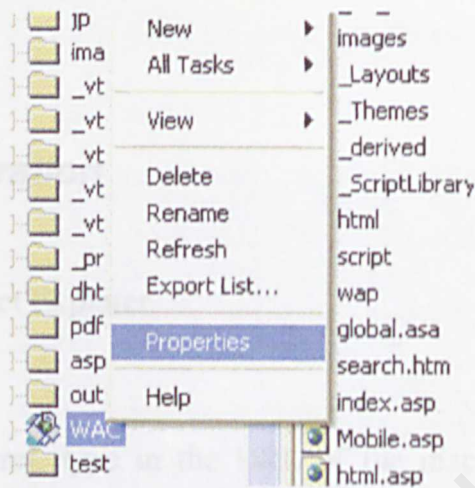 jp
ima
_vt
_vt
_vt
_vt
_vt
_pr
dht
pdf
asp
out
WAC
test
New
All Tasks
View
Delete
Rename
Refresh
Export List...
Properties
Help
images
_Layouts
_Themes
_derived
_ScriptLibrary
html
script
wap
global.asa
search.htm
index.asp
Mobile.asp
html.asp